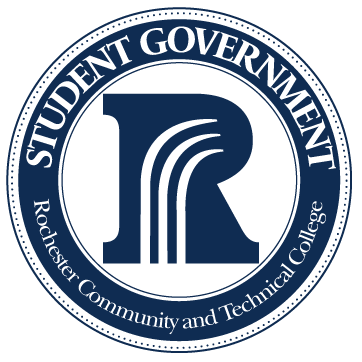 STUDENT GOVERNMENT
R
Rochester Community and Technical College